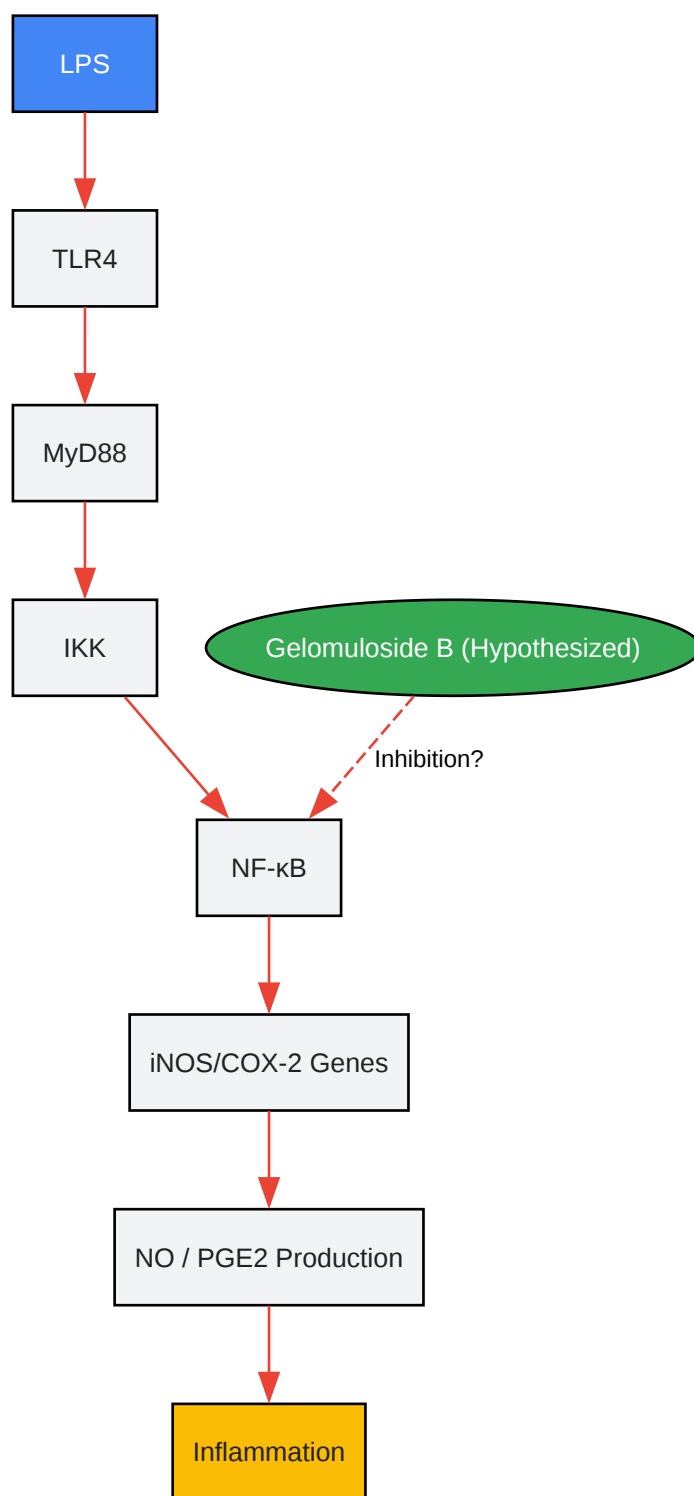 LPS
TLR4
MyD88
IKK
Gelomuloside B (Hypothesized)
Inhibition?
NF-κB
iNOS/COX-2 Genes
NO / PGE2 Production
Inflammation